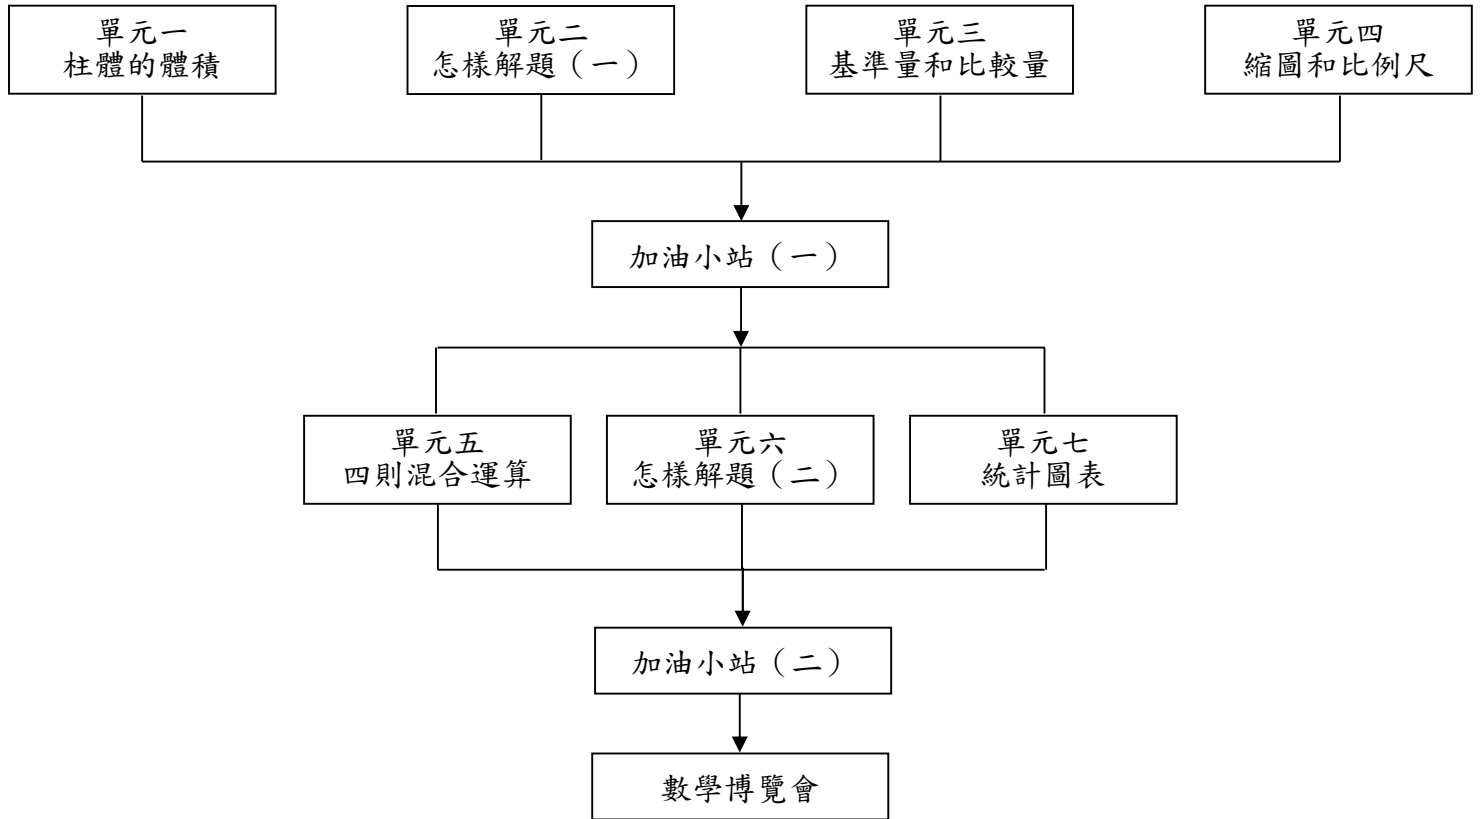 單元一
柱體的體積
單元二
怎樣解題（一）
單元三
基準量和比較量
單元四
縮圖和比例尺
加油小站（一）
單元五
四則混合運算
單元六
怎樣解題（二）
單元七
統計圖表
加油小站（二）
數學博覽會